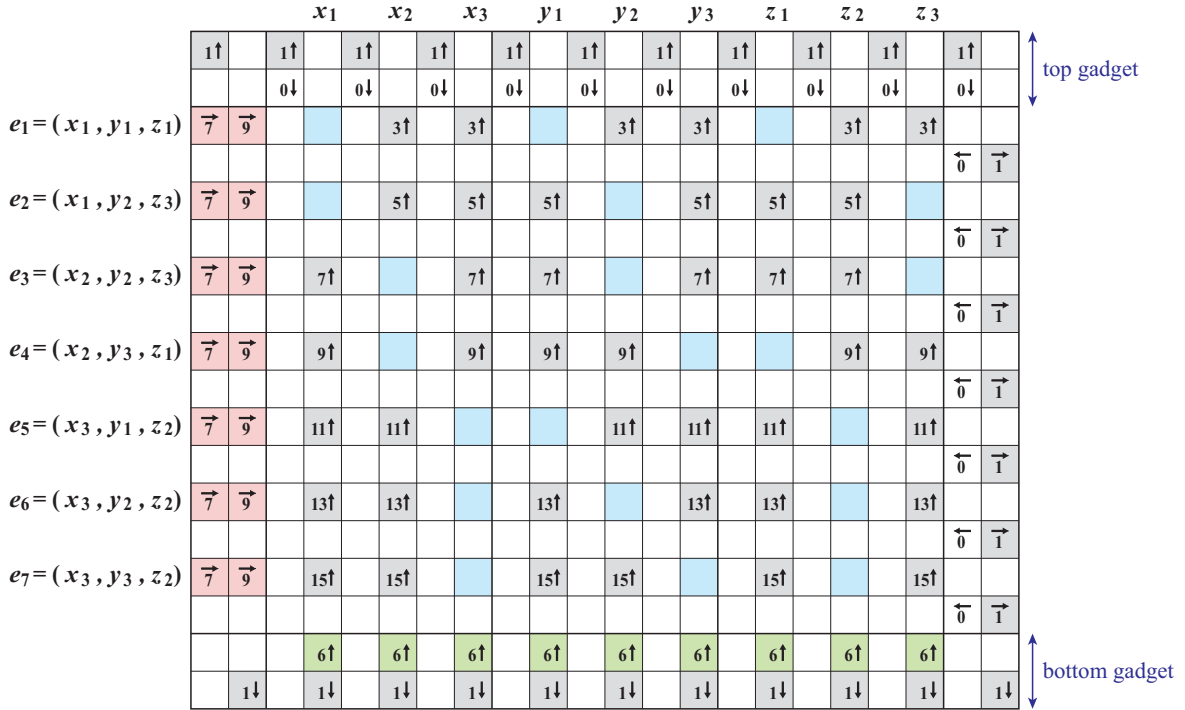 x₁ x₂ x₃ y₁ y₂ y₃ z₁ z₂ z₃
1↑ 1↑ 1↑ 1↑ 1↑ 1↑ 1↑ 1↑ 1↑ 1↑ 1↑
top gadget
0↓ 0↓ 0↓ 0↓ 0↓ 0↓ 0↓ 0↓ 0↓ 0↓
e₁=(x₁, y₁, z₁) 7⃗ 9⃗ 3↑ 3↑ 3↑ 3↑ 3↑ 3↑
0⃖ 1⃗
e₂=(x₁, y₂, z₃) 7⃗ 9⃗ 5↑ 5↑ 5↑ 5↑ 5↑ 5↑
0⃖ 1⃗
e₃=(x₂, y₂, z₃) 7⃗ 9⃗ 7↑ 7↑ 7↑ 7↑ 7↑ 7↑
0⃖ 1⃗
e₄=(x₂, y₃, z₁) 7⃗ 9⃗ 9↑ 9↑ 9↑ 9↑ 9↑ 9↑
0⃖ 1⃗
e₅=(x₃, y₁, z₂) 7⃗ 9⃗ 11↑ 11↑ 11↑ 11↑ 11↑ 11↑
0⃖ 1⃗
e₆=(x₃, y₂, z₂) 7⃗ 9⃗ 13↑ 13↑ 13↑ 13↑ 13↑ 13↑
0⃖ 1⃗
e₇=(x₃, y₃, z₂) 7⃗ 9⃗ 15↑ 15↑ 15↑ 15↑ 15↑ 15↑
0⃖ 1⃗
6↑ 6↑ 6↑ 6↑ 6↑ 6↑ 6↑ 6↑ 6↑
bottom gadget
1↓ 1↓ 1↓ 1↓ 1↓ 1↓ 1↓ 1↓ 1↓ 1↓ 1↓